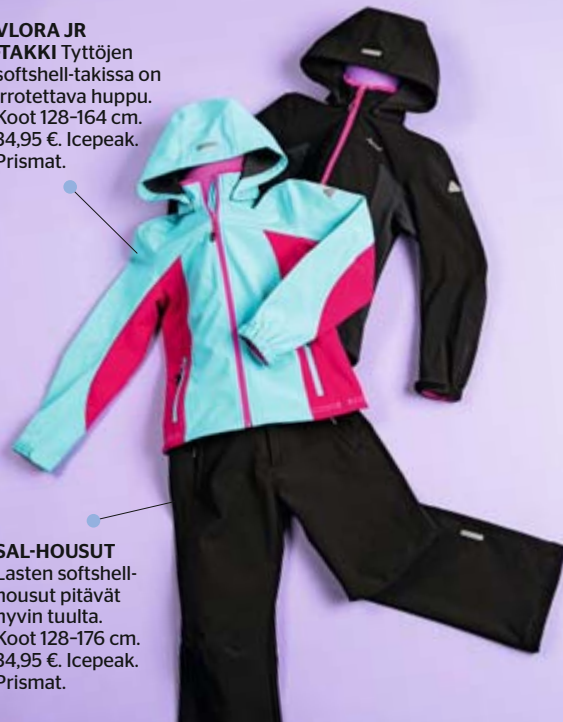 VLORA JR
-TAKKI Tyttöjen
softshell-takissa on
irrotettava huppu.
Koot 128–164 cm.
34,95 €. Icepeak.
Prismat.
SAL-HOUSUT
Lasten softshell-
housut pitävät
hyvin tuulta.
Koot 128–176 cm.
34,95 €. Icepeak.
Prismat.